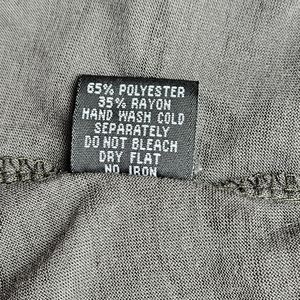 65% POLYESTER
35% RAYON
HAND WASH COLD
SEPARATELY
DO NOT BLEACH
DRY FLAT
NO IRON